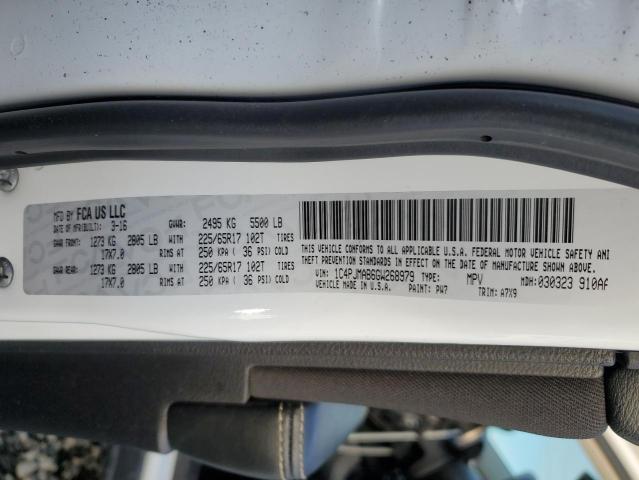 MFD BY FCA US LLC
DATE OF MFR(BUILT): 3-16 GVWR: 2495 KG 5500 LB
GAWR FRONT: 1273 KG 2805 LB WITH 225/65R17 102T TIRES
17X7.0 RIMS AT 250 KPA ( 36 PSI) COLD
GAWR REAR: 1273 KG 2805 LB WITH 225/65R17 102T TIRES
17X7.0 RIMS AT 250 KPA ( 36 PSI) COLD
THIS VEHICLE CONFORMS TO ALL APPLICABLE U.S.A. FEDERAL MOTOR VEHICLE SAFETY AND
THEFT PREVENTION STANDARDS IN EFFECT ON THE DATE OF MANUFACTURE SHOWN ABOVE.
VIN: 1C4PJMAB6GW268979 TYPE: MPV MDH: 030323 910AA
VEHICLE MADE IN U.S.A. PAINT: PW7 TRIM: A7X9